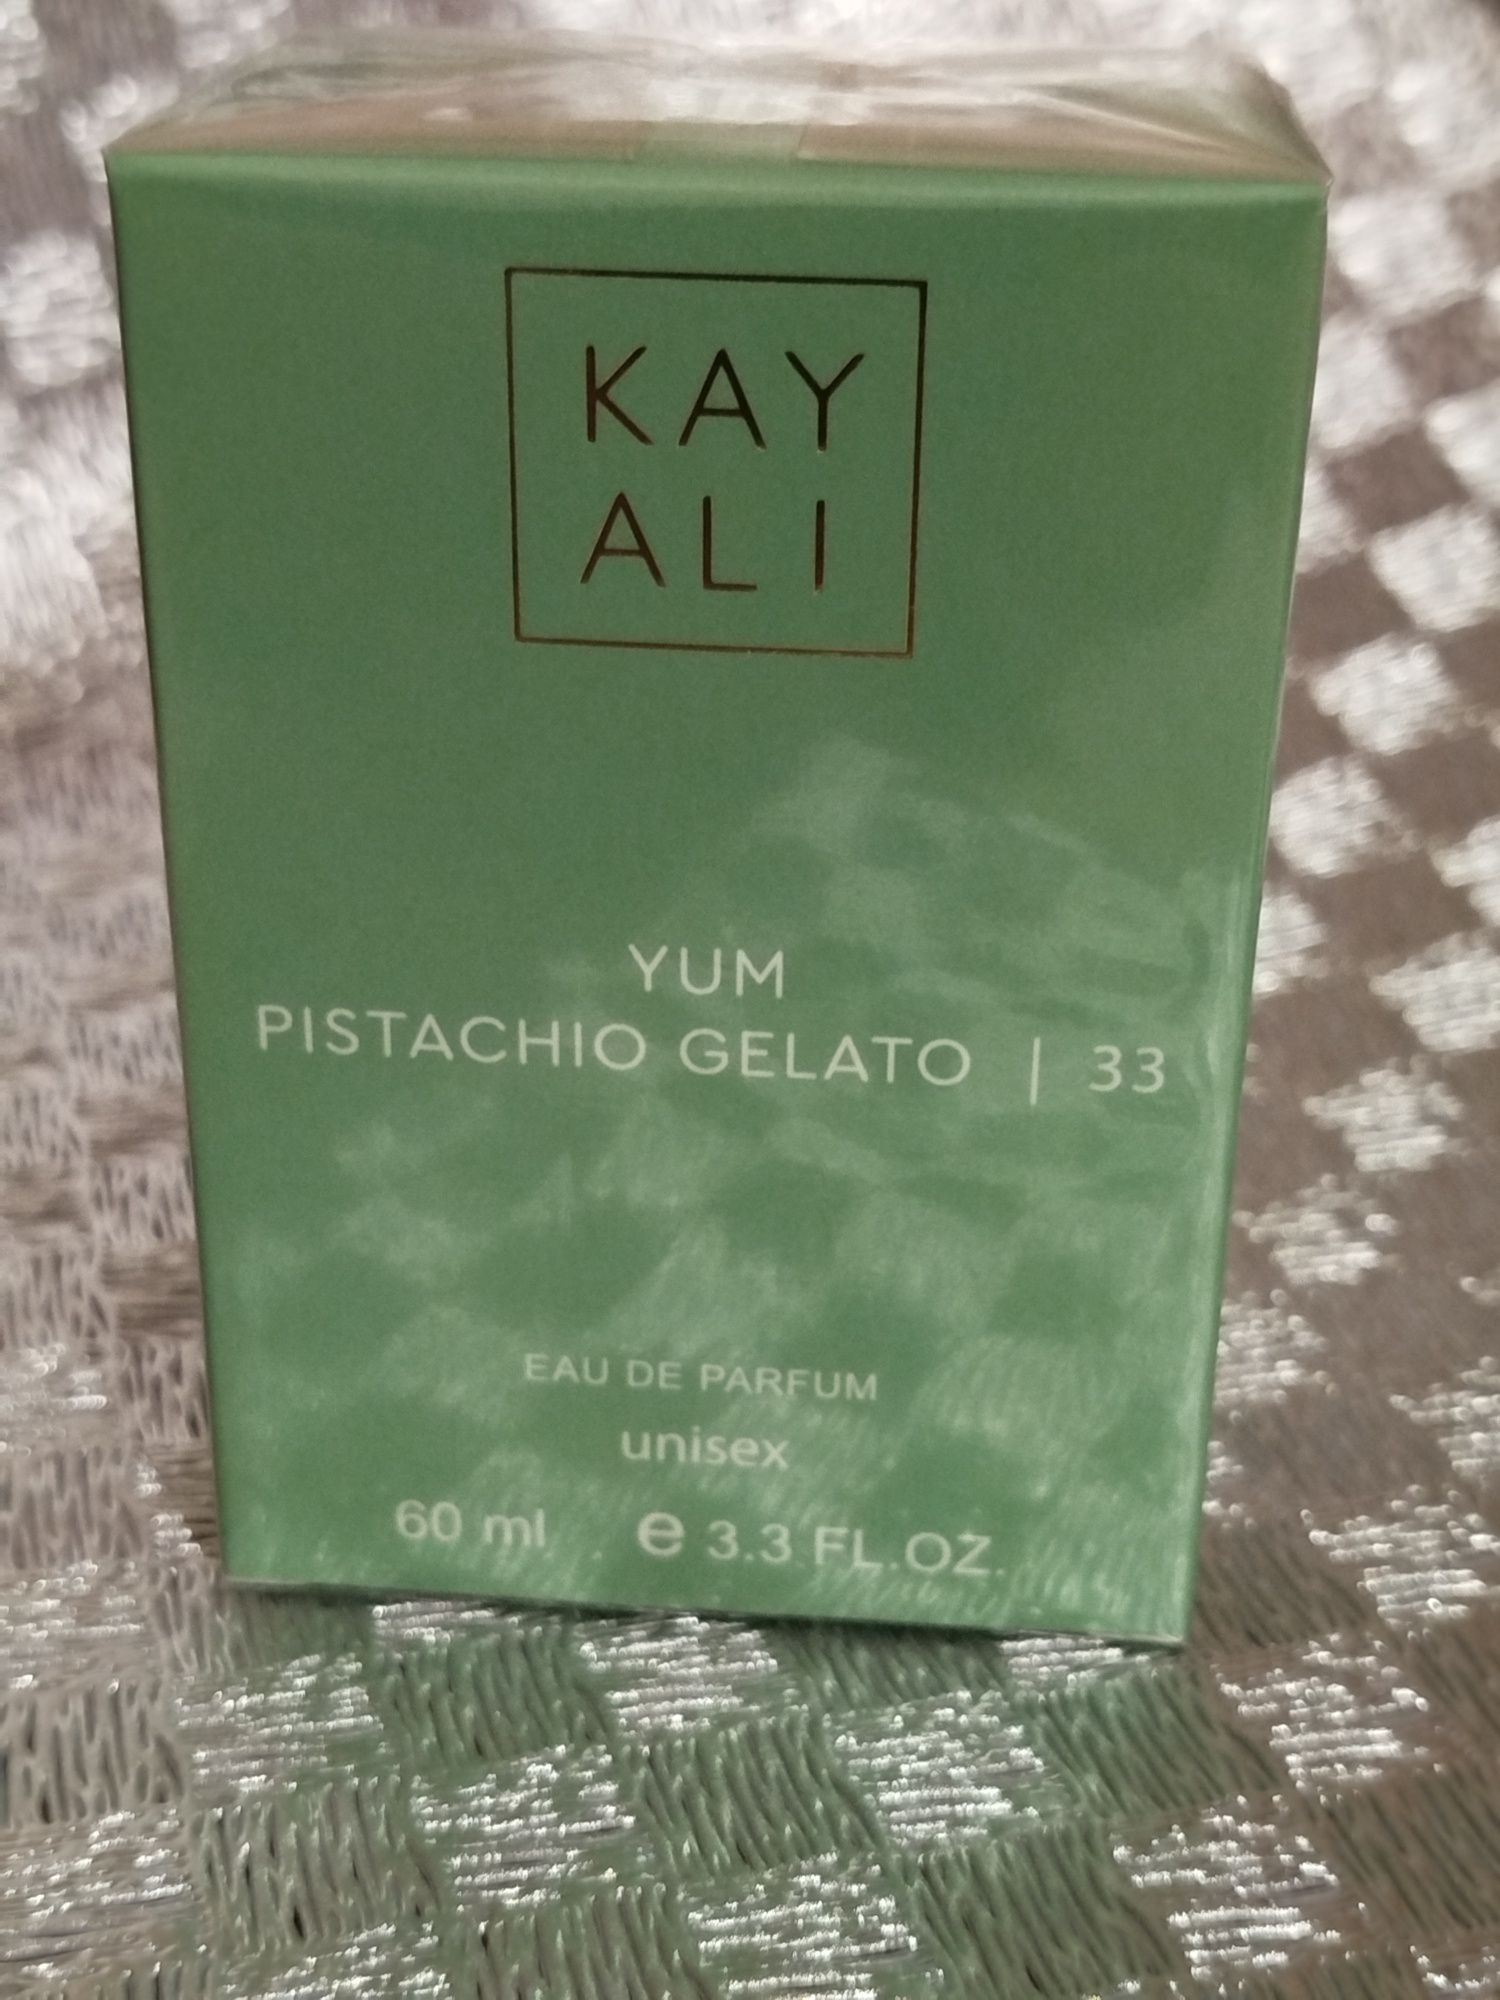 KAY
ALI
YUM
PISTACHIO GELATO | 33
EAU DE PARFUM
unisex
60 ml e 3.3 FL.OZ.